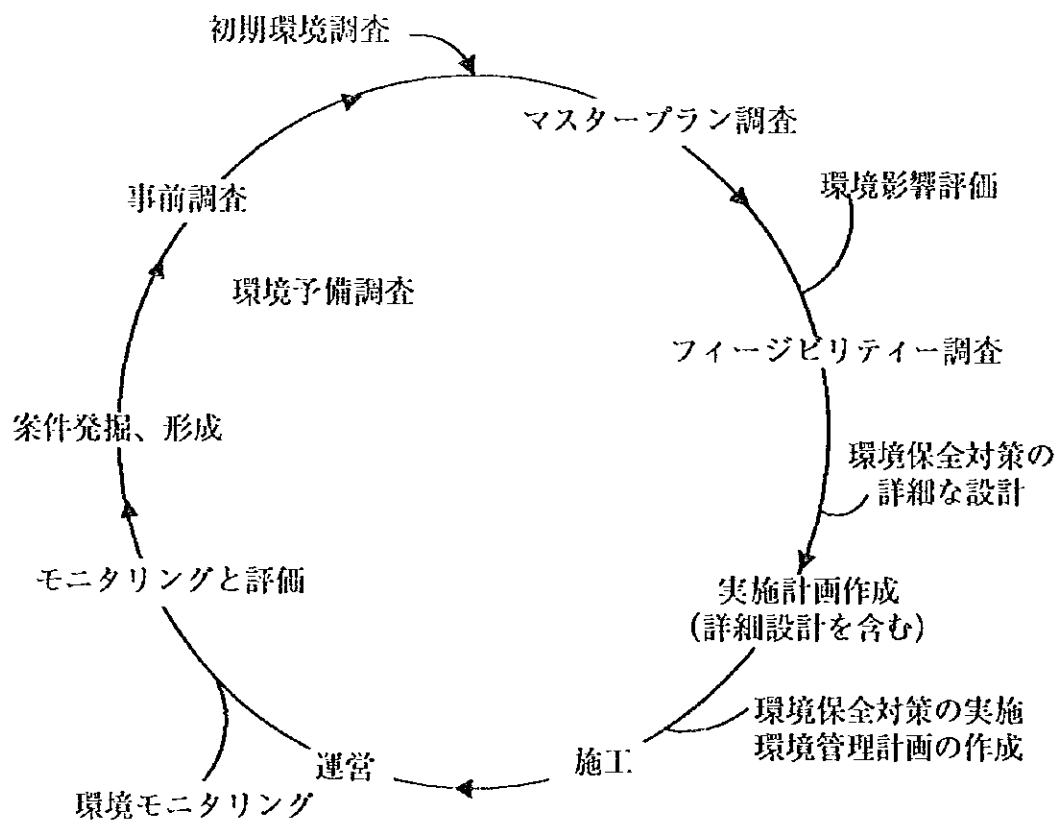 初期環境調査
マスタープラン調査
環境影響評価
事前調査
環境予備調査
フィージビリティー調査
案件発掘、形成
環境保全対策の
詳細な設計
モニタリングと評価
実施計画作成
(詳細設計を含む)
環境保全対策の実施
環境管理計画の作成
施工
運営
環境モニタリング